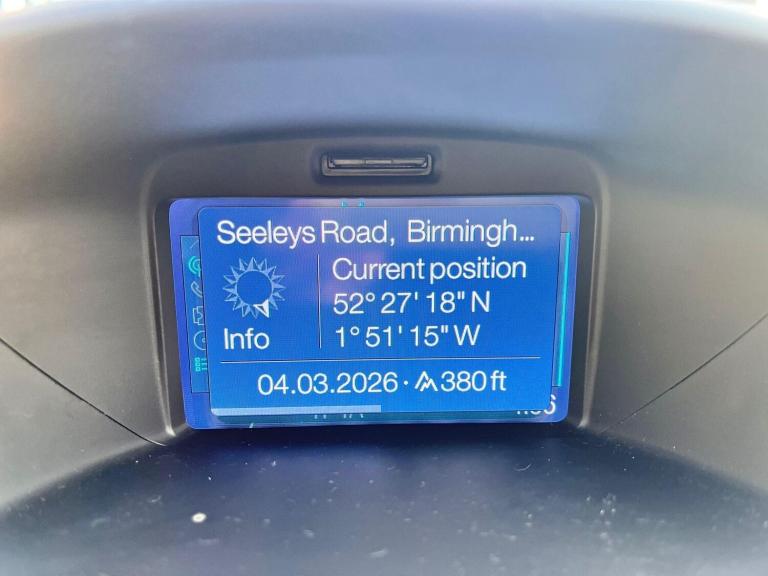 Seeleys Road, Birmingh...
Current position
52° 27' 18" N
1° 51' 15" W
Info
04.03.2026 · 380 ft